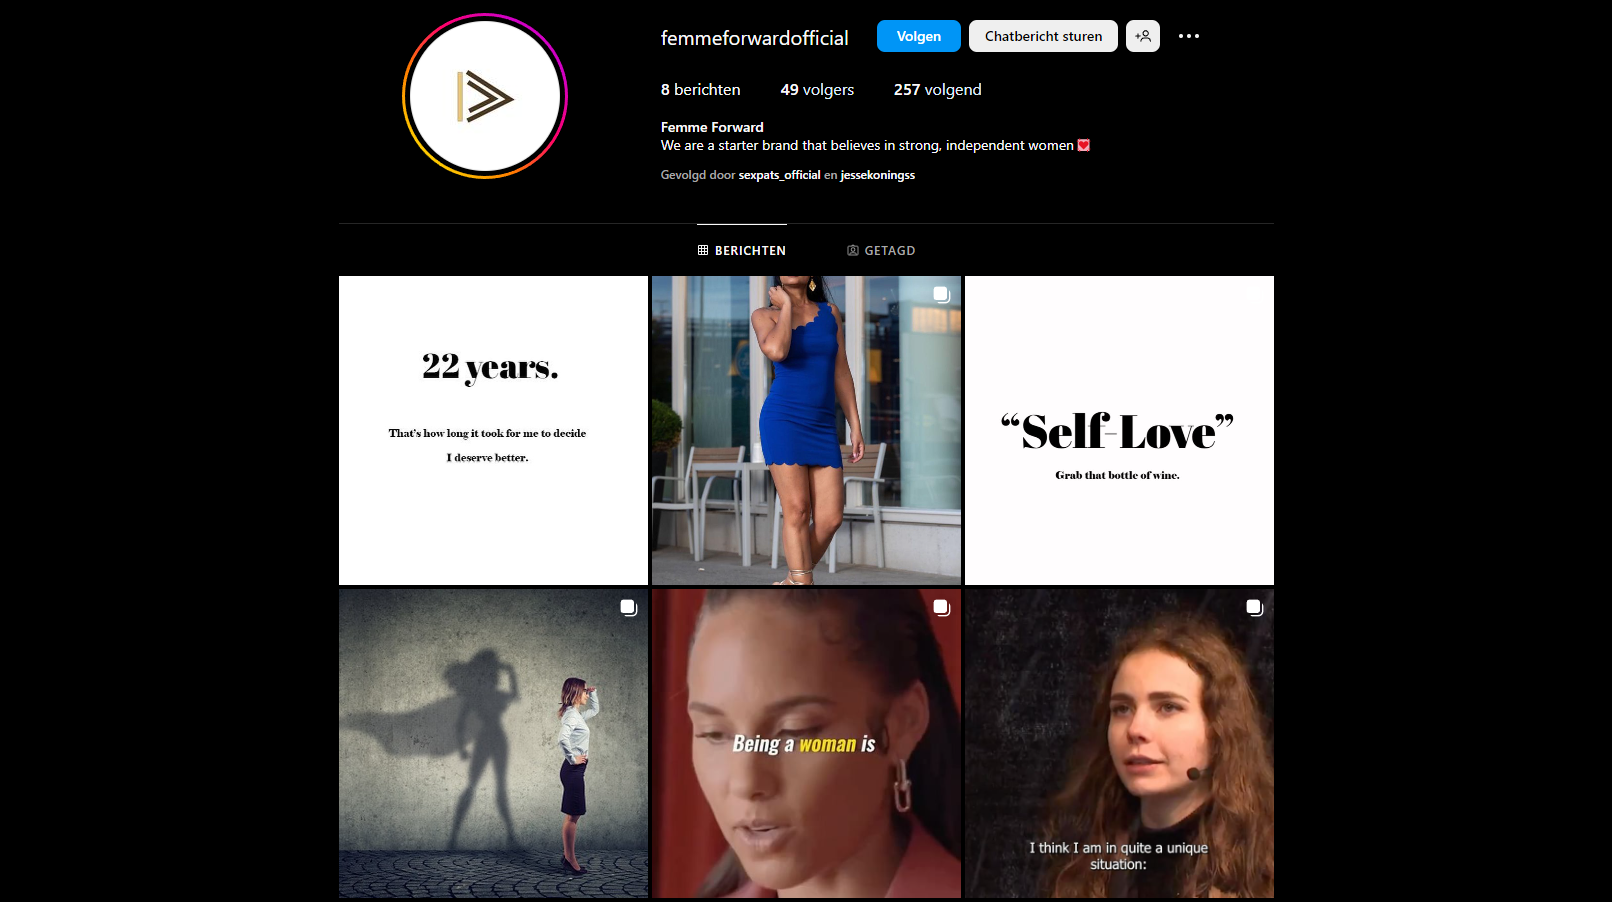 femmeforwardofficial
Volgen
Chatbericht sturen
8 berichten
49 volgers
257 volgend
Femme Forward
We are a starter brand that believes in strong, independent women 💟
Gevolgd door sexpats_official en jessekoningss
BERICHTEN
GETAGD
22 years.
That's how long it took for me to decide
I deserve better.
“Self-Love”
Grab that bottle of wine.
Being a woman is
I think I am in quite a unique
situation: